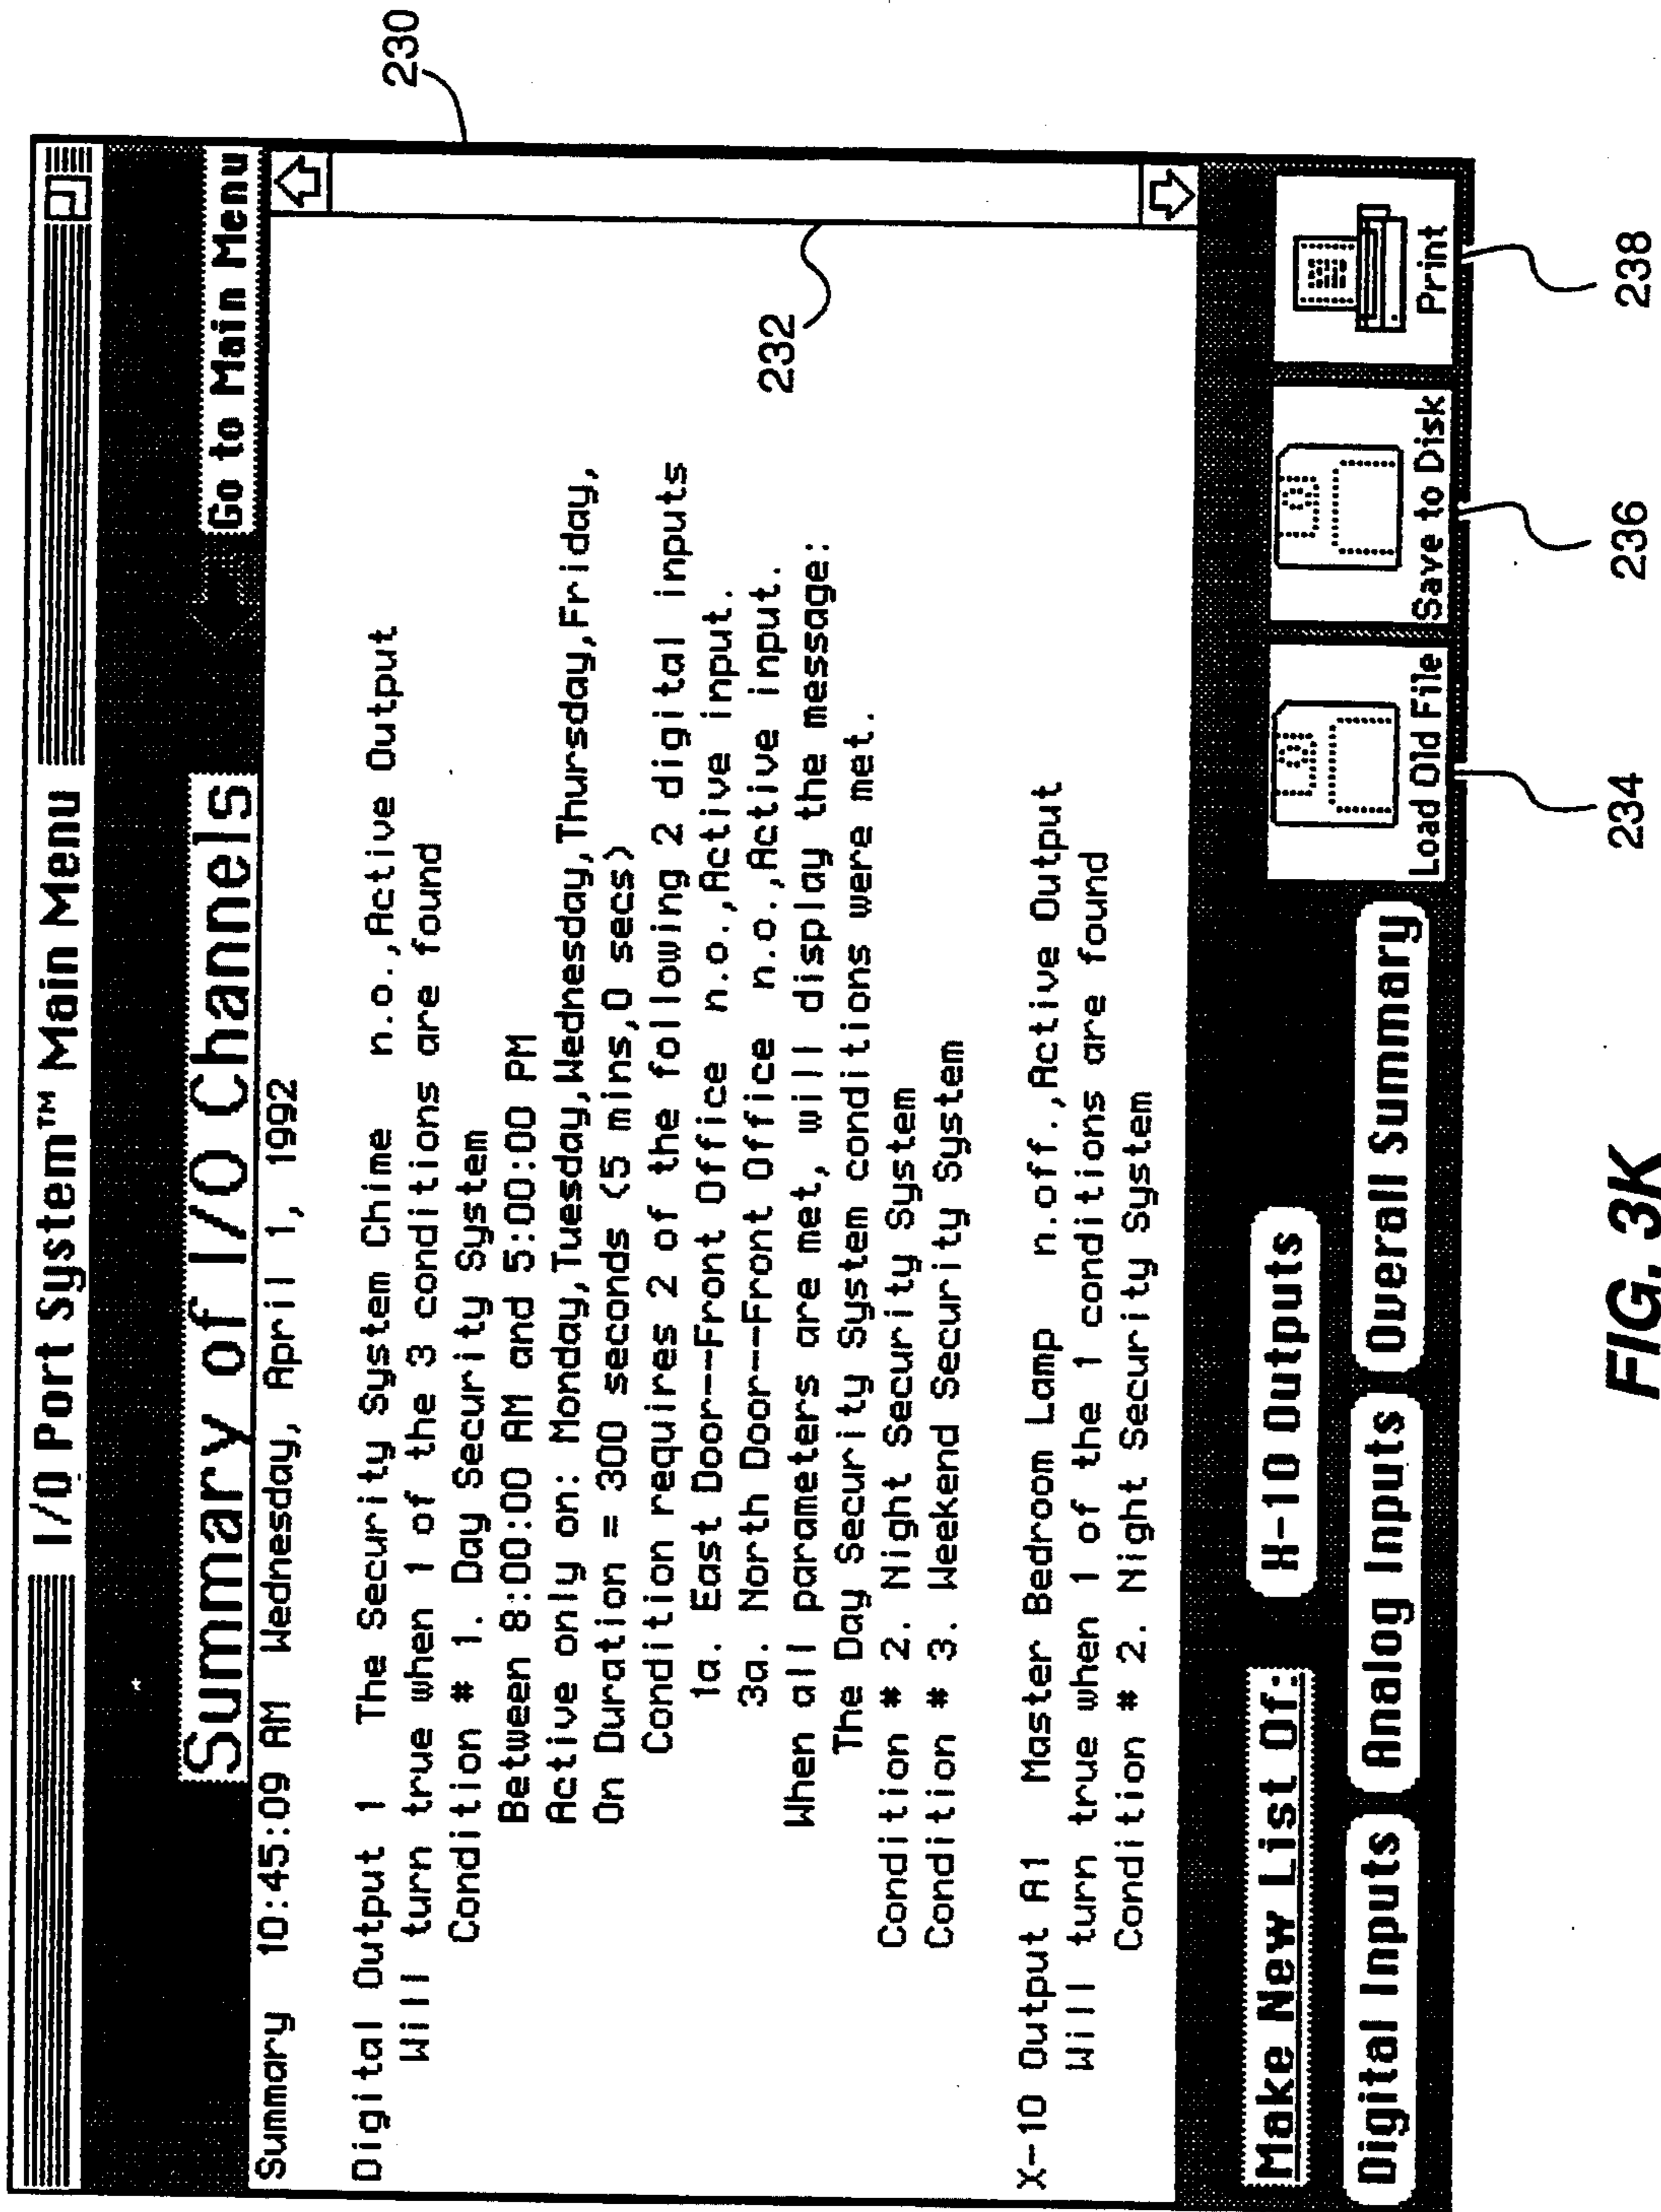 I/O Port System™ Main Menu
Summary of I/O Channels
Go to Main Menu
Summary 10:45:09 AM Wednesday, April 1, 1992
Digital Output 1 The Security System Chime n.o.,Active Output
Will turn true when 1 of the 3 conditions are found
Condition # 1. Day Security System
Between 8:00:00 AM and 5:00:00 PM
Active only on: Monday,Tuesday,Wednesday,Thursday,Friday,
On Duration = 300 seconds (5 mins,0 secs)
Condition requires 2 of the following 2 digital inputs
1a. East Door--Front Office n.o.,Active input.
3a. North Door--Front Office n.o.,Active input.
When all parameters are met, will display the message:
The Day Security System conditions were met.
Condition # 2. Night Security System
Condition # 3. Weekend Security System
X-10 Output A1 Master Bedroom Lamp n.off.,Active Output
Will turn true when 1 of the 1 conditions are found
Condition # 2. Night Security System
Make New List Of:
X-10 Outputs
Digital Inputs
Analog Inputs
Overall Summary
Load Old File
Save to Disk
Print
230
232
234
236
238
FIG. 3K